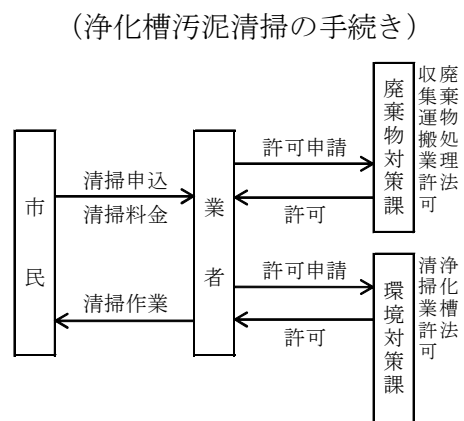 （浄化槽汚泥清掃の手続き）
市民
清掃申込
清掃料金
清掃作業
業者
許可申請
許可
廃棄物対策課
廃棄物処理法
収集運搬業許可
許可申請
許可
環境対策課
浄化槽法
清掃業許可